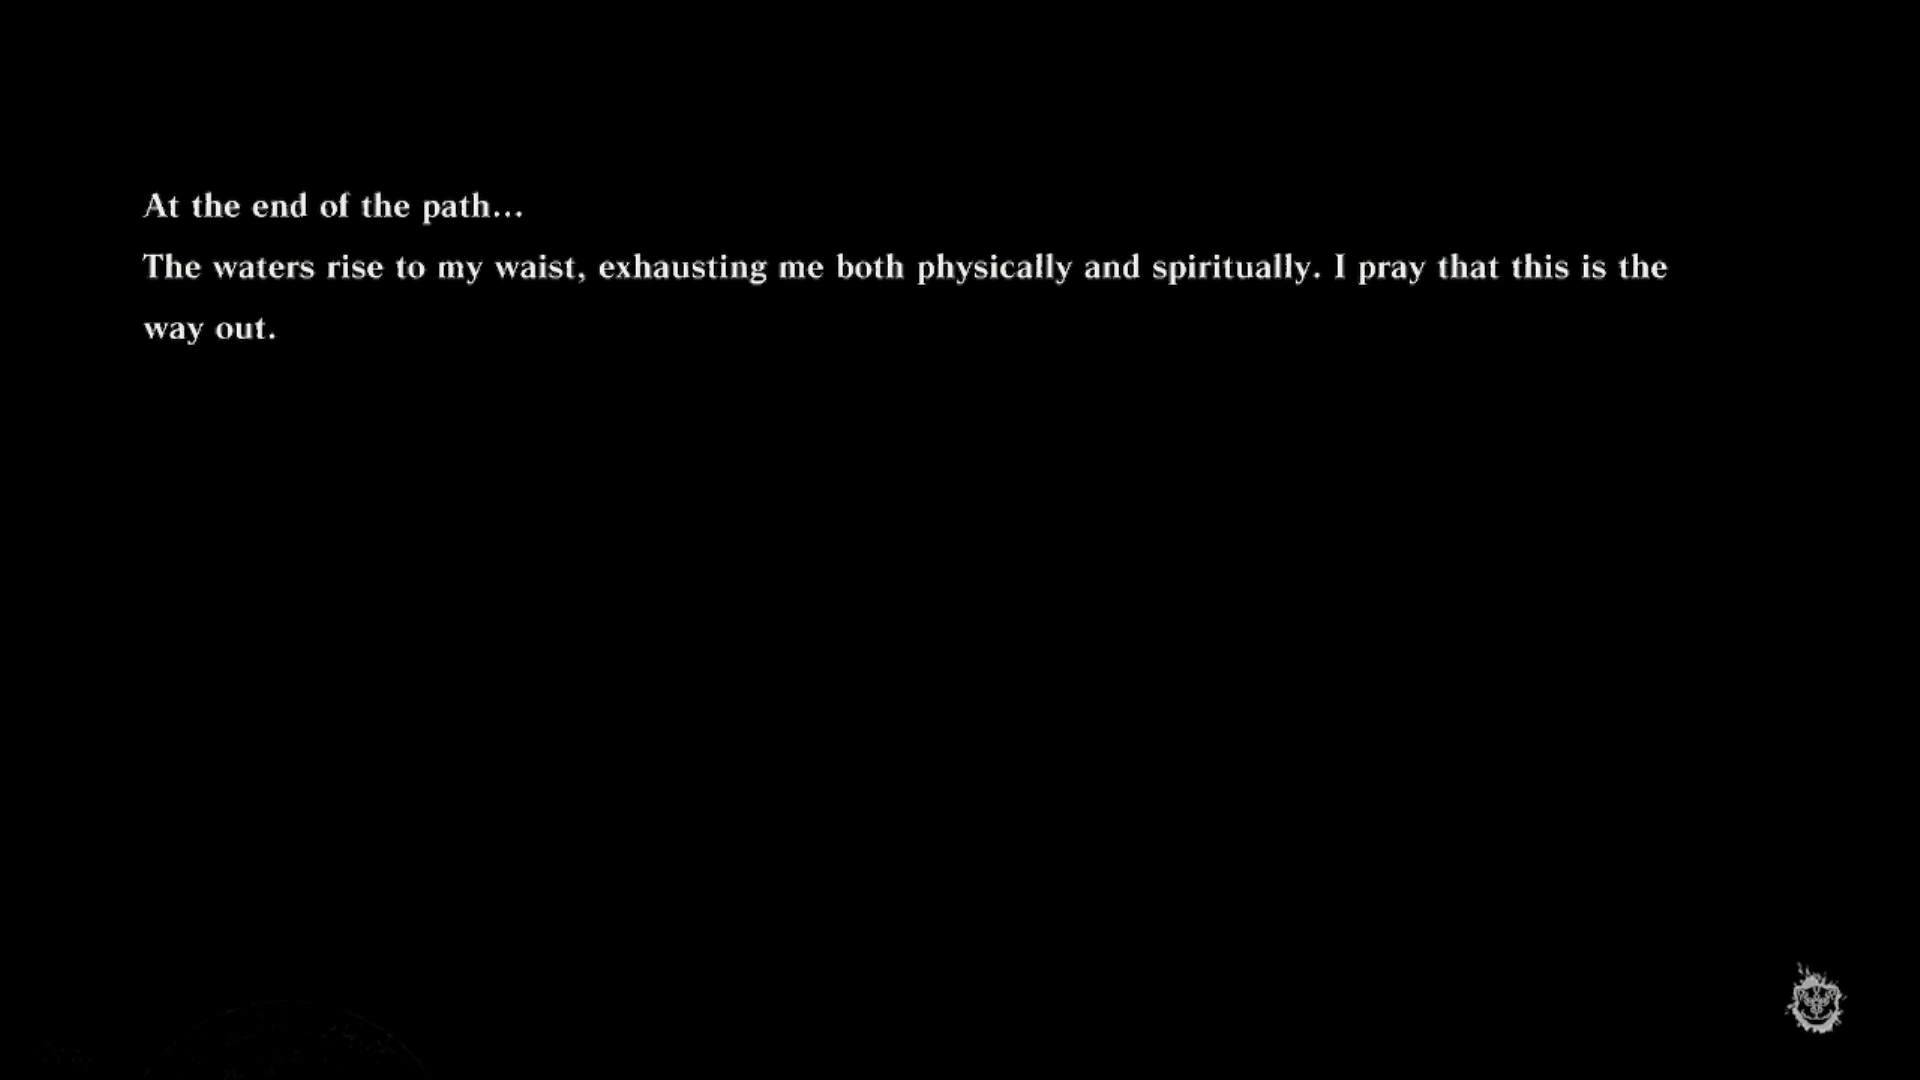 At the end of the path...
The waters rise to my waist, exhausting me both physically and spiritually. I pray that this is the
way out.